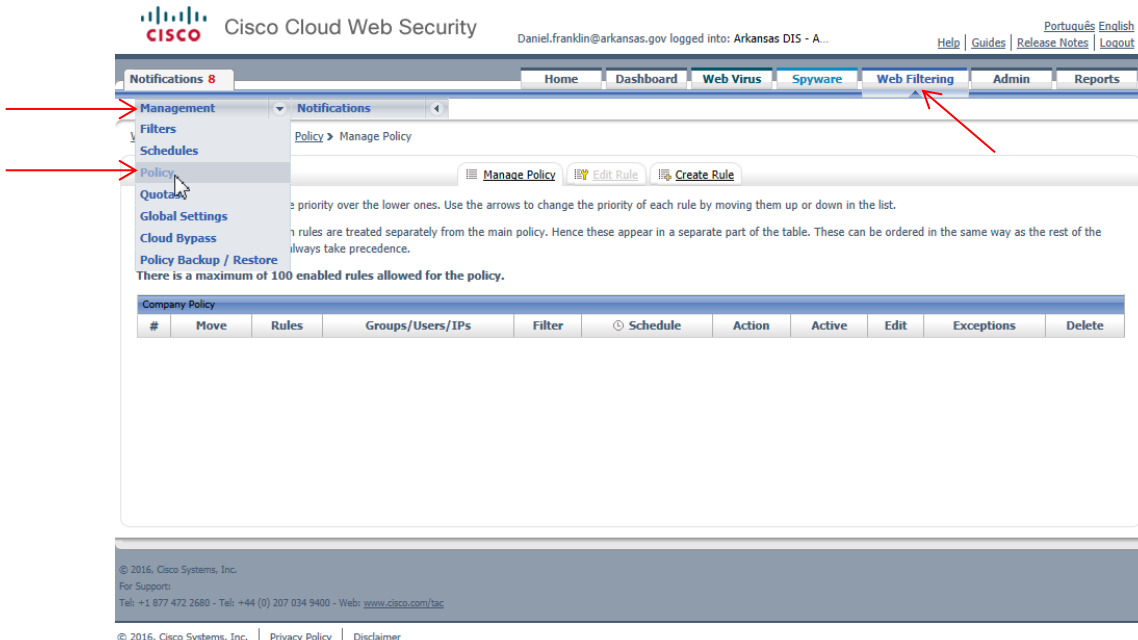 CISCO Cisco Cloud Web Security
Daniel.franklin@arkansas.gov logged into: Arkansas DIS - A...
Português English
Help | Guides | Release Notes | Logout
Notifications 8
Home Dashboard Web Virus Spyware Web Filtering Admin Reports
Management Notifications
Filters
Policy > Manage Policy
Schedules
Policy
Manage Policy Edit Rule Create Rule
Quotas
priority over the lower ones. Use the arrows to change the priority of each rule by moving them up or down in the list.
Global Settings
rules are treated separately from the main policy. Hence these appear in a separate part of the table. These can be ordered in the same way as the rest of the
Cloud Bypass
always take precedence.
Policy Backup / Restore
There is a maximum of 100 enabled rules allowed for the policy.
Company Policy
# Move Rules Groups/Users/IPs Filter Schedule Action Active Edit Exceptions Delete
© 2016, Cisco Systems, Inc.
For Support:
Tel: +1 877 472 2680 - Tel: +44 (0) 207 034 9400 - Web: www.cisco.com/tac
© 2016, Cisco Systems, Inc. | Privacy Policy | Disclaimer